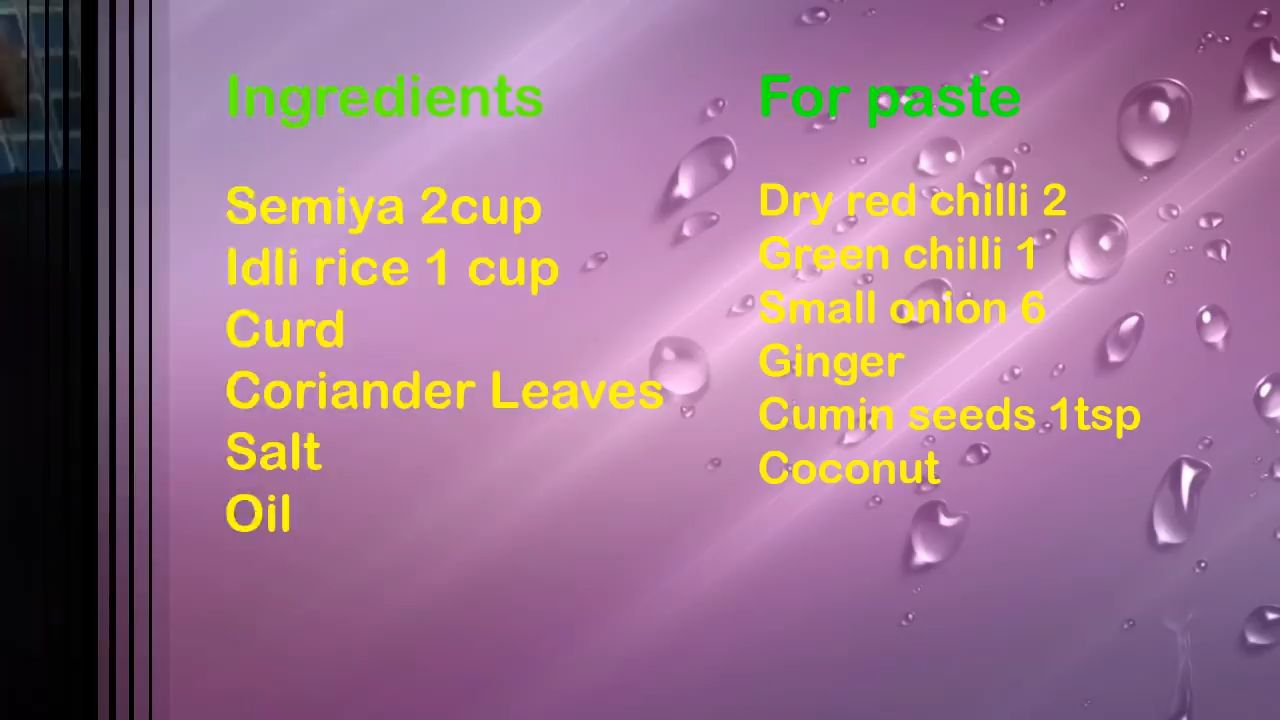 Ingredients
Semiya 2cup
Idli rice 1 cup
Curd
Coriander Leaves
Salt
Oil
For paste
Dry red chilli 2
Green chilli 1
Small onion 6
Ginger
Cumin seeds 1tsp
Coconut